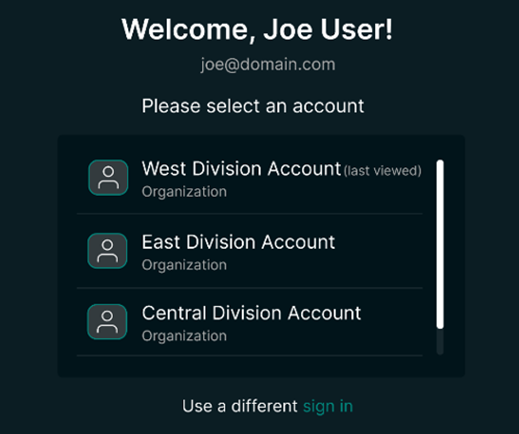 Welcome, Joe User!
joe@domain.com
Please select an account
West Division Account (last viewed)
Organization
East Division Account
Organization
Central Division Account
Organization
Use a different sign in